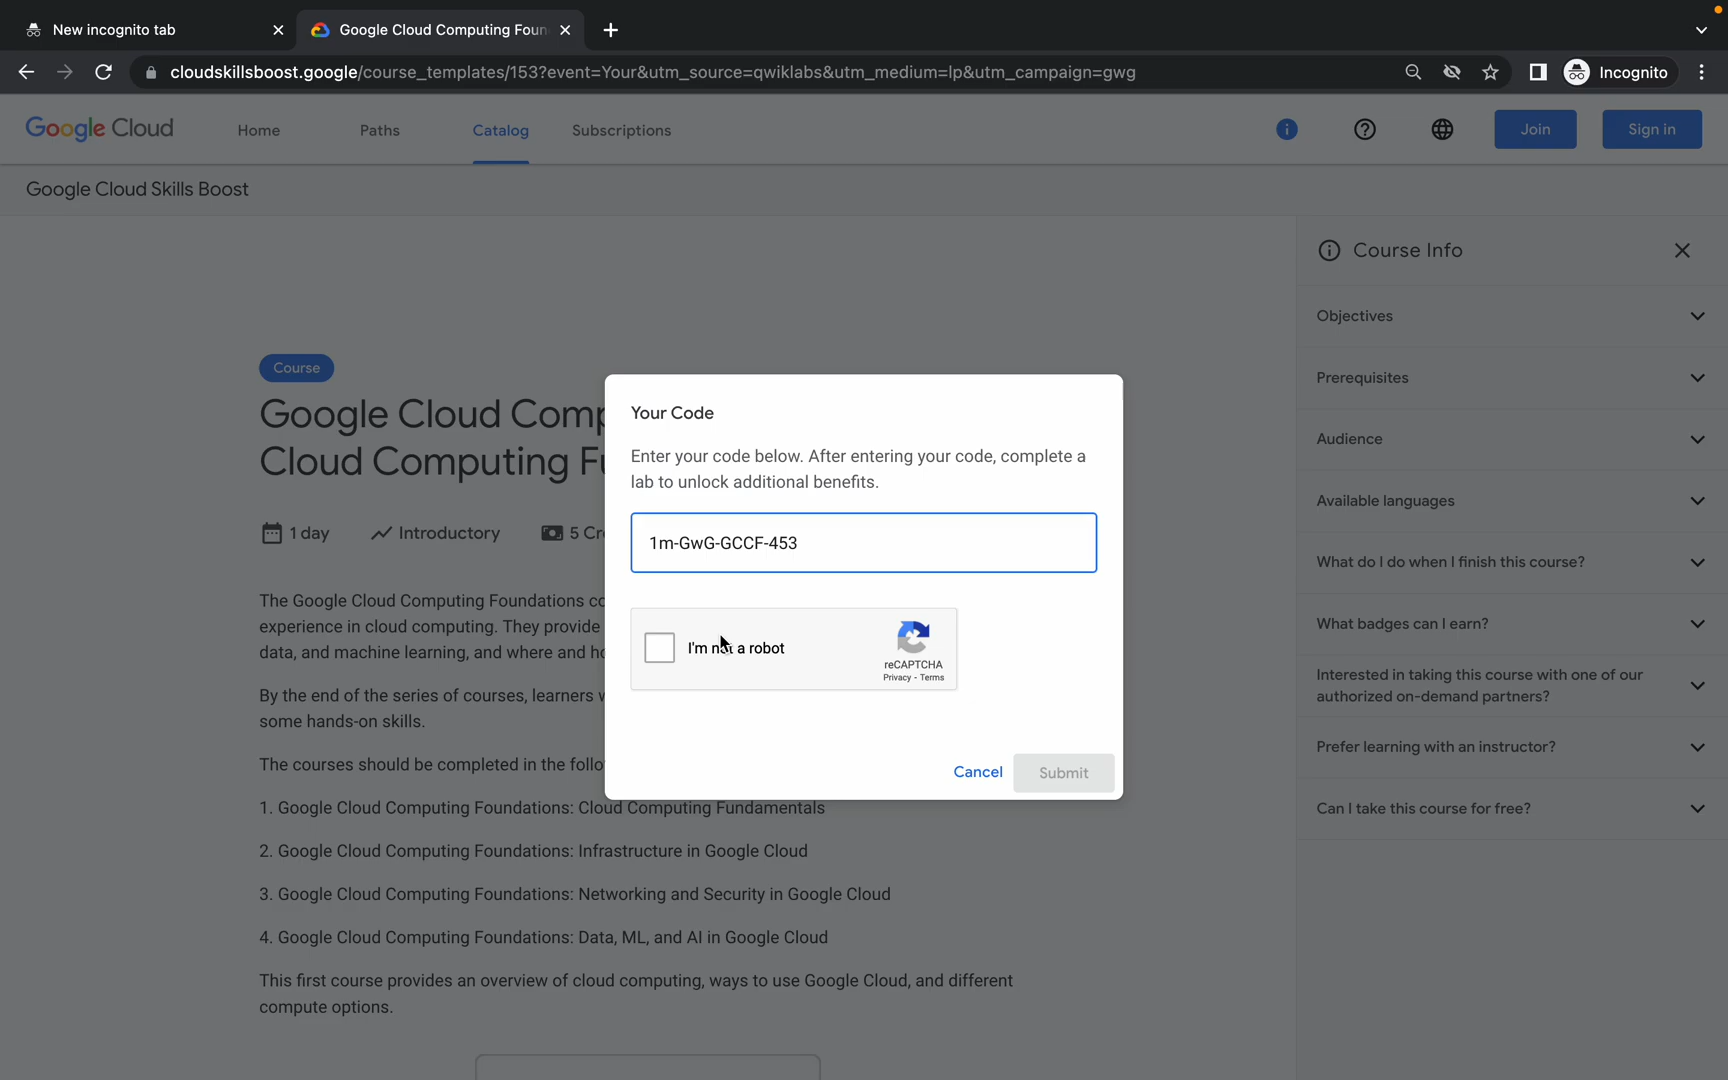 New incognito tab
Google Cloud Computing Foun
cloudskillsboost.google/course_templates/153?event=Your&utm_source=qwiklabs&utm_medium=lp&utm_campaign=gwg
Incognito
Google Cloud
Home
Paths
Catalog
Subscriptions
Join
Sign in
Google Cloud Skills Boost
Course
Google Cloud Comp
Cloud Computing Fu
1 day
Introductory
5 Cre
The Google Cloud Computing Foundations co
experience in cloud computing. They provide
data, and machine learning, and where and ho
By the end of the series of courses, learners w
some hands-on skills.
The courses should be completed in the follo
1. Google Cloud Computing Foundations: Cloud Computing Fundamentals
2. Google Cloud Computing Foundations: Infrastructure in Google Cloud
3. Google Cloud Computing Foundations: Networking and Security in Google Cloud
4. Google Cloud Computing Foundations: Data, ML, and AI in Google Cloud
This first course provides an overview of cloud computing, ways to use Google Cloud, and different
compute options.
Your Code
Enter your code below. After entering your code, complete a
lab to unlock additional benefits.
1m-GwG-GCCF-453
I'm not a robot
reCAPTCHA
Privacy - Terms
Cancel
Submit
Course Info
Objectives
Prerequisites
Audience
Available languages
What do I do when I finish this course?
What badges can I earn?
Interested in taking this course with one of our
authorized on-demand partners?
Prefer learning with an instructor?
Can I take this course for free?